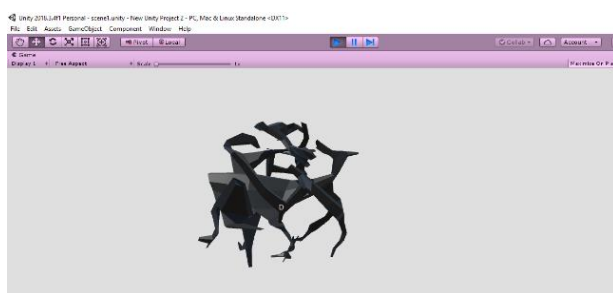 Unity 2018.3.4f1 Personal - scene1.unity - New Unity Project 2 - PC, Mac & Linux Standalone <DX11>
File Edit Assets GameObject Component Window Help
Pivot Local Collab Account
Game
Display 1 Free Aspect Scale 1x